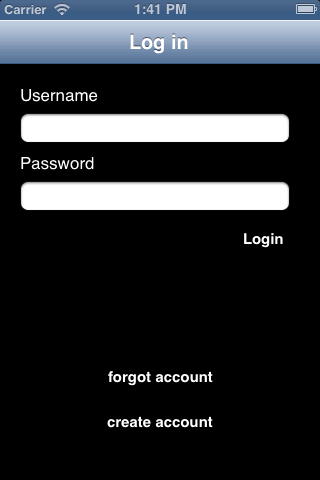 Carrier 1:41 PM
Log in
Username
Password
Login
forgot account
create account